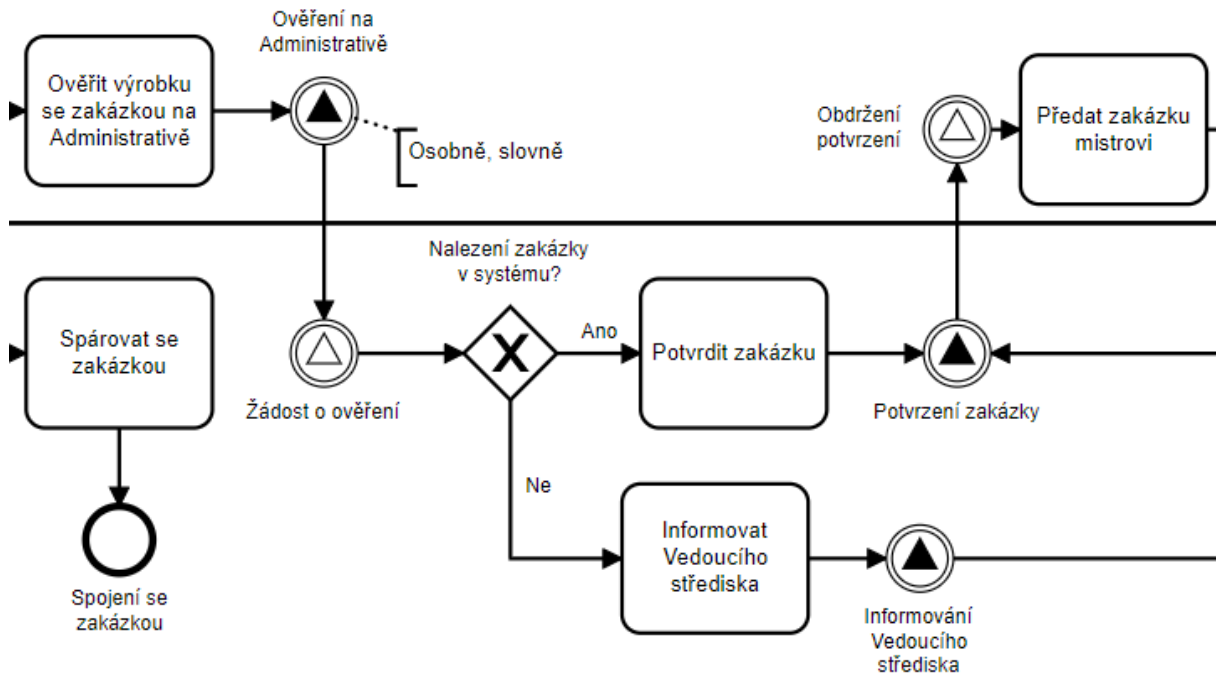 Ověření na
Administrativě
Ověřit výrobku
se zakázkou na
Administrativě
Osobně, slovně
Obdržení
potvrzení
Předat zakázku
mistrovi
Nalezení zakázky
v systému?
Spárovat se
zakázkou
Žádost o ověření
Ano
Potvrdit zakázku
Potvrzení zakázky
Ne
Informovat
Vedoucího
střediska
Spojení se
zakázkou
Informování
Vedoucího
střediska